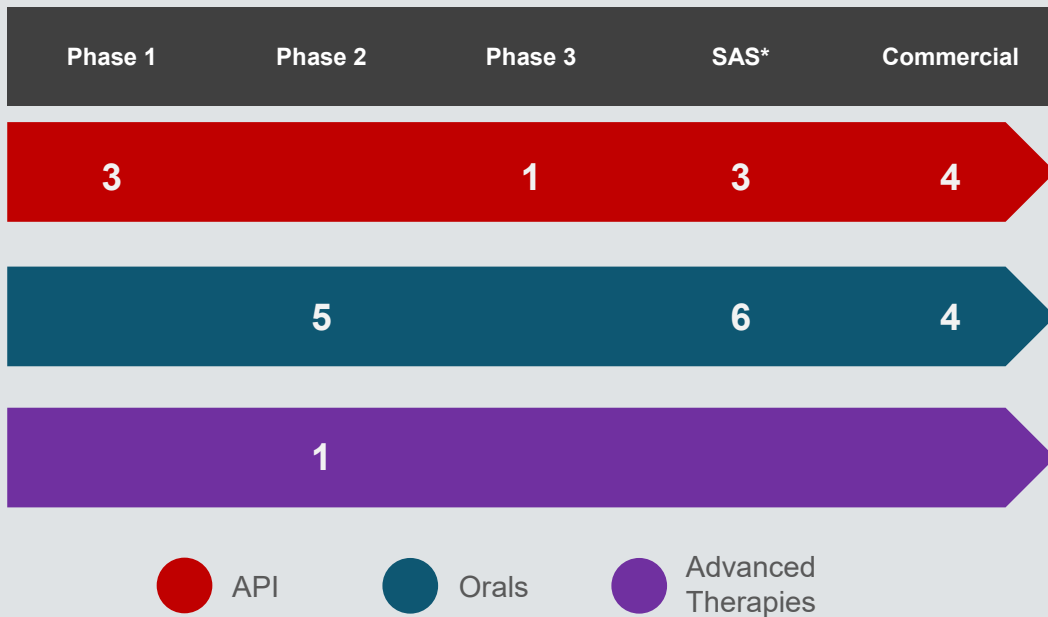 Phase 1 Phase 2 Phase 3 SAS* Commercial
3 1 3 4
5 6 4
1
API Orals Advanced
Therapies